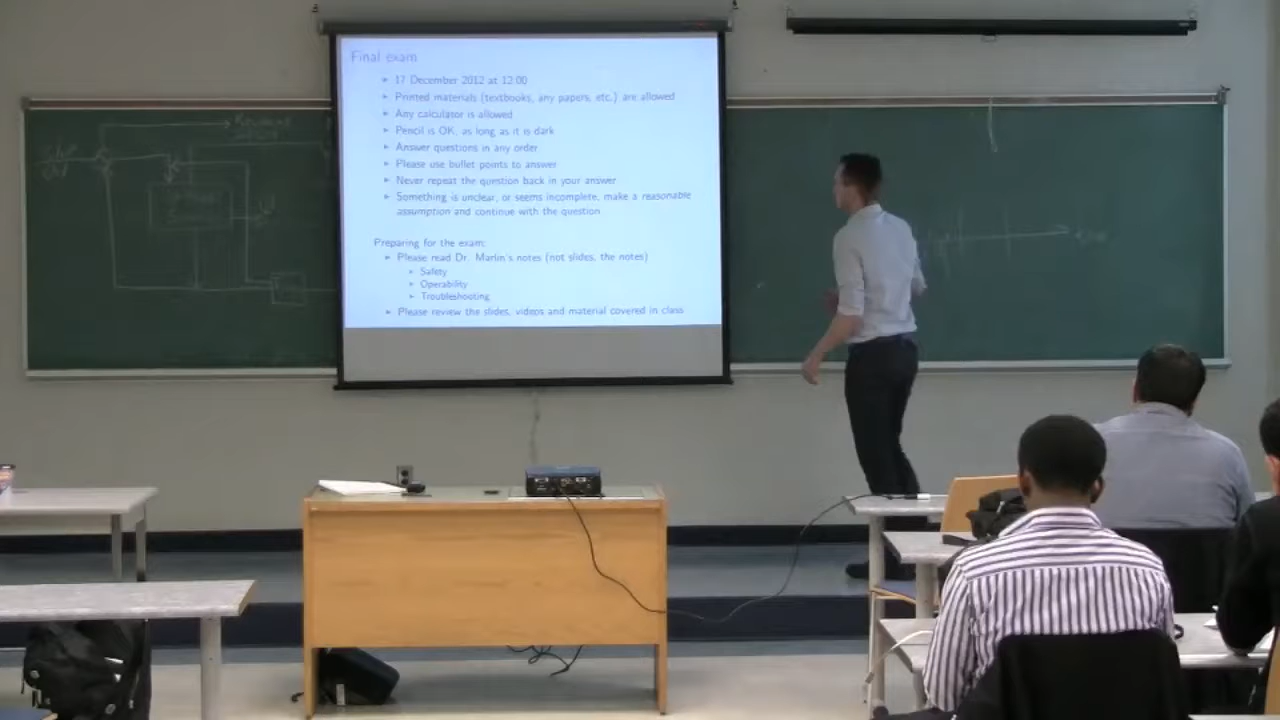 Final exam
17 December 2012 at 12:00
Printed materials (textbooks, any papers, etc.) are allowed
Any calculator is allowed
Pencil is OK, as long as it is dark
Answer questions in any order
Please use bullet points to answer
Never repeat the question back in your answer
Something is unclear, or seems incomplete, make a reasonable
assumption and continue with the question
Preparing for the exam:
Please read Dr. Marlin's notes (not slides, the notes)
Safety
Operability
Troubleshooting
Please review the slides, videos and material covered in class